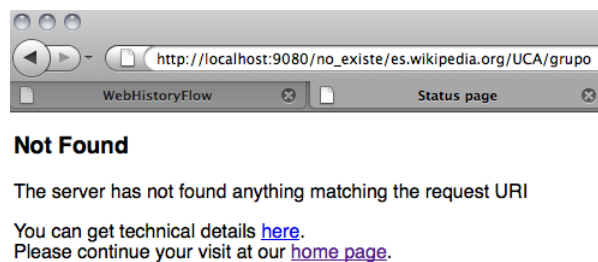 http://localhost:9080/no_existe/es.wikipedia.org/UCA/grupo
WebHistoryFlow
Status page
Not Found
The server has not found anything matching the request URI
You can get technical details here.
Please continue your visit at our home page.